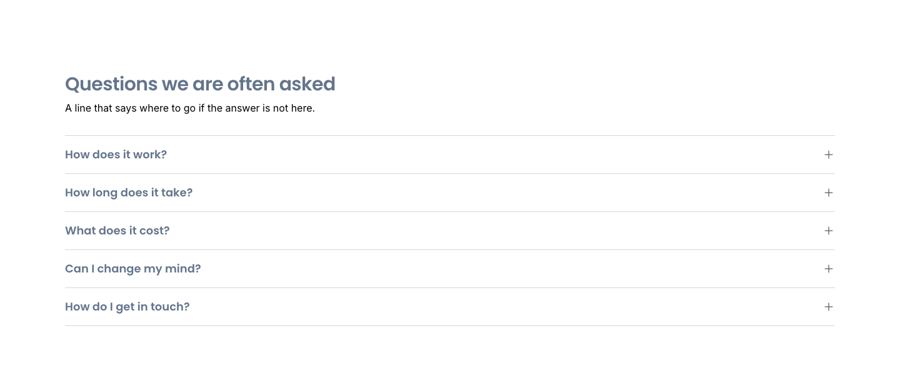 Questions we are often asked
A line that says where to go if the answer is not here.
How does it work?
How long does it take?
What does it cost?
Can I change my mind?
How do I get in touch?